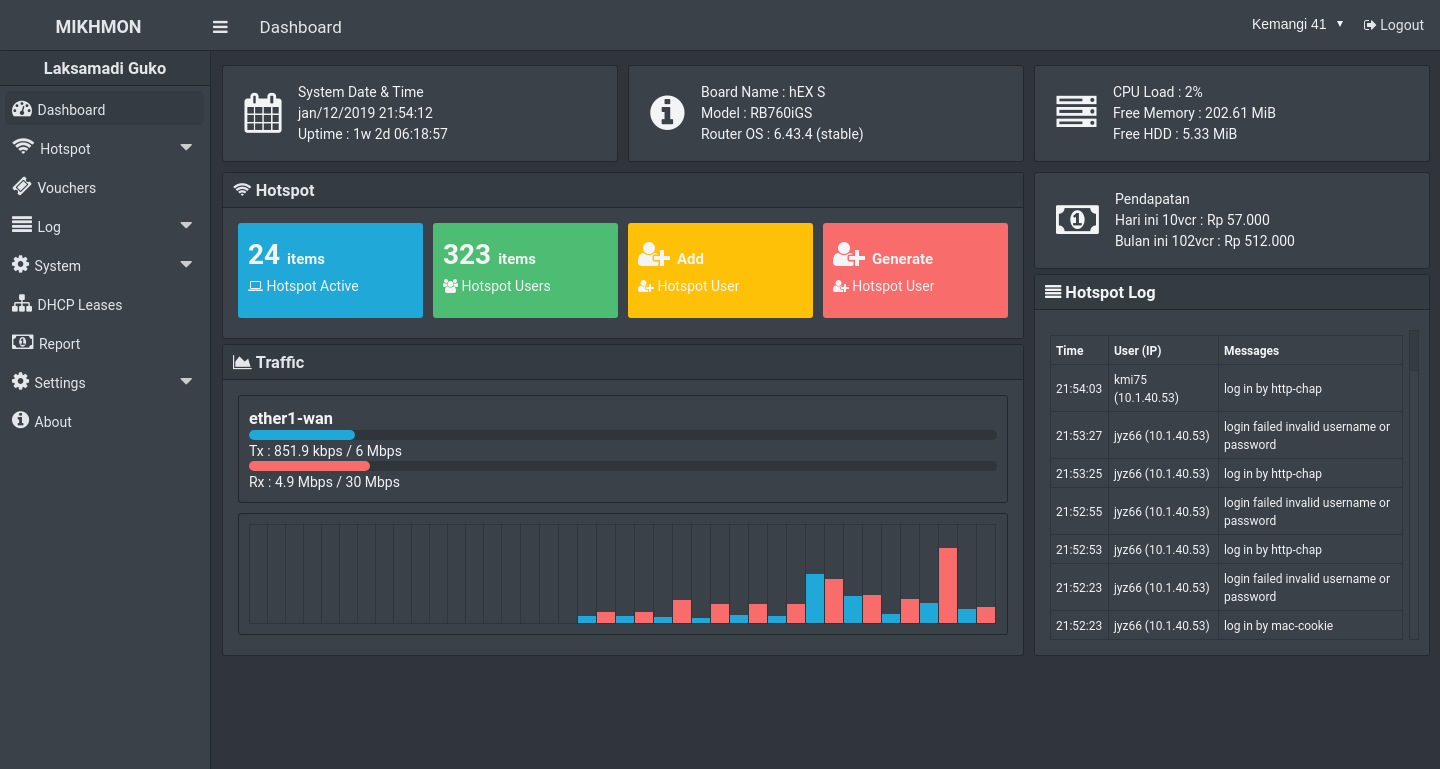 MIKHMON
Dashboard
Kemangi 41
Logout
Laksamadi Guko
Dashboard
Hotspot
Vouchers
Log
System
DHCP Leases
Report
Settings
About
System Date & Time
jan/12/2019 21:54:12
Uptime : 1w 2d 06:18:57
Board Name : hEX S
Model : RB760iGS
Router OS : 6.43.4 (stable)
CPU Load : 2%
Free Memory : 202.61 MiB
Free HDD : 5.33 MiB
Hotspot
24 items
Hotspot Active
323 items
Hotspot Users
Add
Hotspot User
Generate
Hotspot User
Pendapatan
Hari ini 10vcr : Rp 57.000
Bulan ini 102vcr : Rp 512.000
Traffic
ether1-wan
Tx : 851.9 kbps / 6 Mbps
Rx : 4.9 Mbps / 30 Mbps
Hotspot Log
Time User (IP) Messages
21:54:03 kmi75 (10.1.40.53) log in by http-chap
21:53:27 jyz66 (10.1.40.53) login failed invalid username or password
21:53:25 jyz66 (10.1.40.53) log in by http-chap
21:52:55 jyz66 (10.1.40.53) login failed invalid username or password
21:52:53 jyz66 (10.1.40.53) log in by http-chap
21:52:23 jyz66 (10.1.40.53) login failed invalid username or password
21:52:23 jyz66 (10.1.40.53) log in by mac-cookie